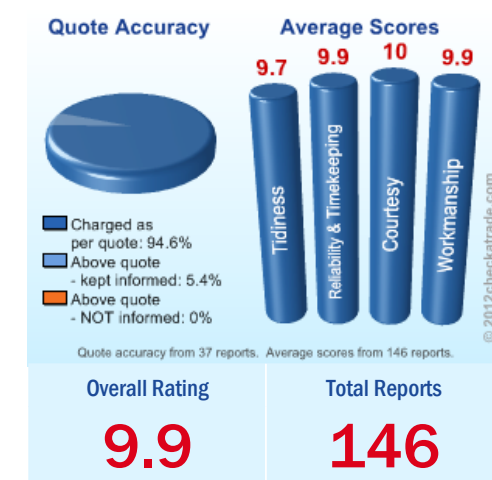 Quote Accuracy
Average Scores
9.7
9.9
10
9.9
Tidiness
Reliability & Timekeeping
Courtesy
Workmanship
Charged as
per quote: 94.6%
Above quote
- kept informed: 5.4%
Above quote
- NOT informed: 0%
© 2012checkatrade.com
Quote accuracy from 37 reports. Average scores from 146 reports.
Overall Rating
9.9
Total Reports
146